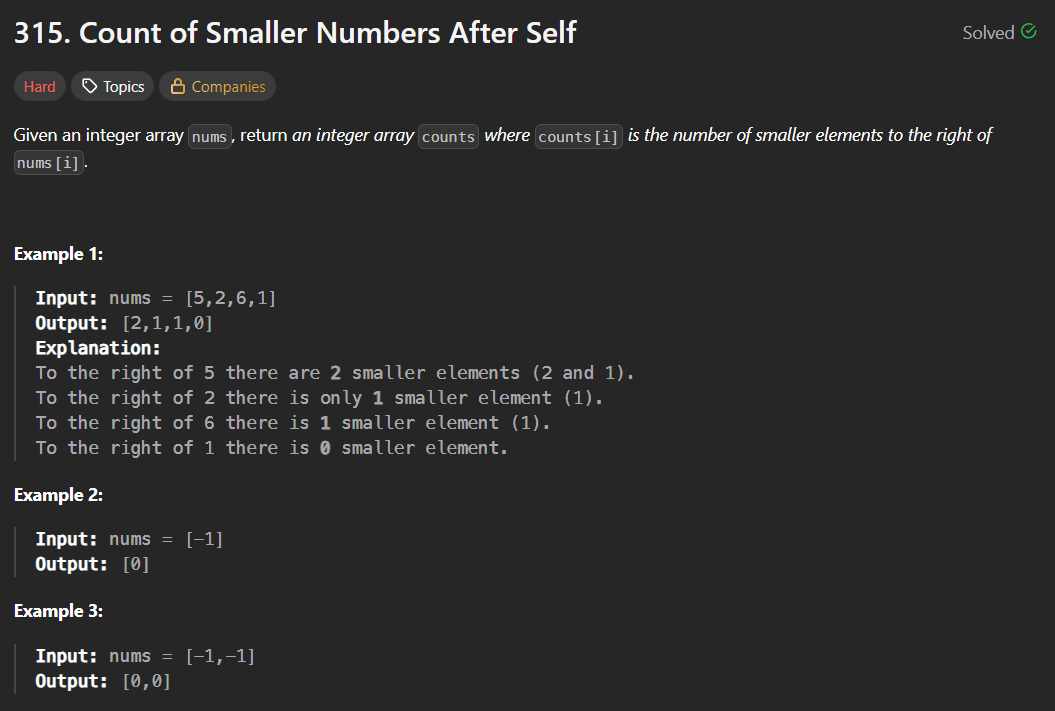 315. Count of Smaller Numbers After Self
Solved
Hard Topics Companies
Given an integer array nums, return an integer array counts where counts[i] is the number of smaller elements to the right of
nums[i].
Example 1:
Input: nums = [5,2,6,1]
Output: [2,1,1,0]
Explanation:
To the right of 5 there are 2 smaller elements (2 and 1).
To the right of 2 there is only 1 smaller element (1).
To the right of 6 there is 1 smaller element (1).
To the right of 1 there is 0 smaller element.
Example 2:
Input: nums = [-1]
Output: [0]
Example 3:
Input: nums = [-1,-1]
Output: [0,0]